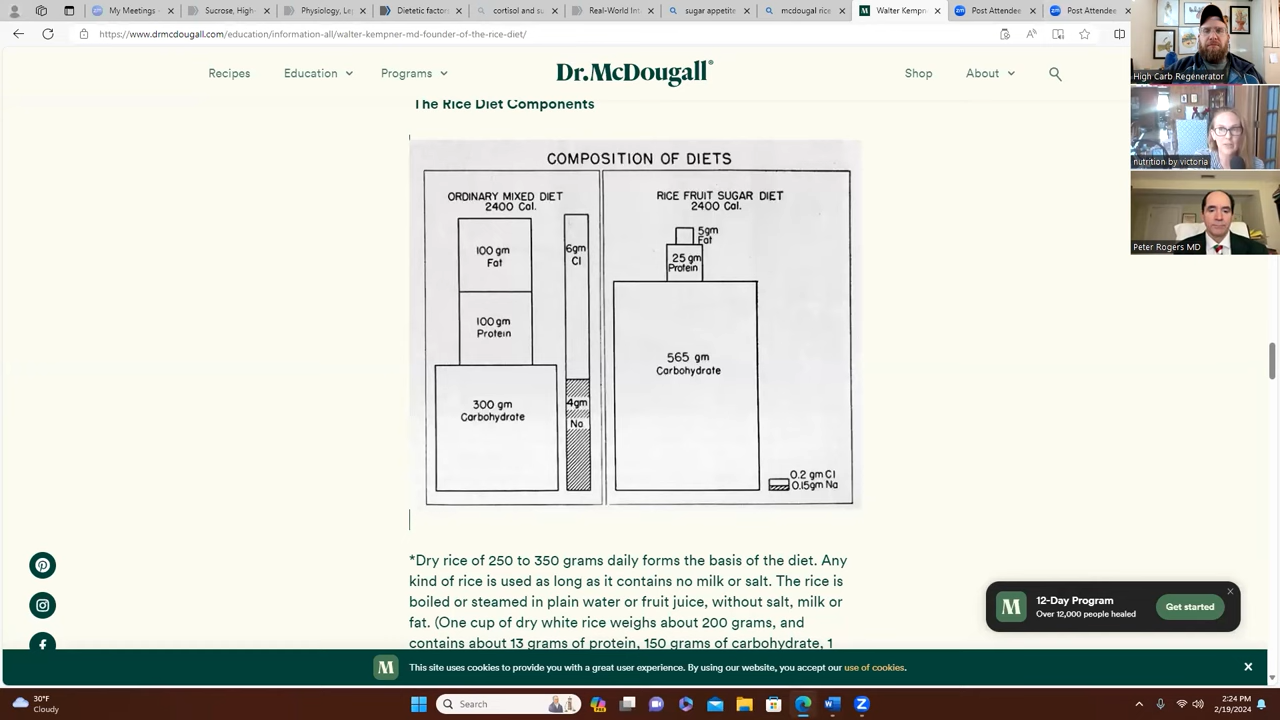 My Meetings -
Sucrose, High-
Physiology, Le
Dietetic factor
cortisol and su
Real-World Int
sugar appetite
mcdougall rice
Walter Kempn
Post Attendee
Post Attendee
https://www.drmcdougall.com/education/information-all/walter-kempner-md-founder-of-the-rice-diet/
High Carb Regenerator
nutrition by victoria
Peter Rogers MD
Recipes
Education
Programs
Dr.McDougall®
Shop
About
The Rice Diet Components
COMPOSITION OF DIETS
ORDINARY MIXED DIET
2400 Cal.
100 gm
Fat
100 gm
Protein
300 gm
Carbohydrate
6gm
Cl
4gm
Na
RICE FRUIT SUGAR DIET
2400 Cal.
5gm
Fat
25 gm
Protein
565 gm
Carbohydrate
0.2 gm Cl
0.15gm Na
*Dry rice of 250 to 350 grams daily forms the basis of the diet. Any
kind of rice is used as long as it contains no milk or salt. The rice is
boiled or steamed in plain water or fruit juice, without salt, milk or
fat. (One cup of dry white rice weighs about 200 grams, and
contains about 13 grams of protein, 150 grams of carbohydrate, 1
M
12-Day Program
Over 12,000 people healed
Get started
M
This site uses cookies to provide you with a great user experience. By using our website, you accept our use of cookies.
30°F
Cloudy
Search
2:24 PM
2/19/2024